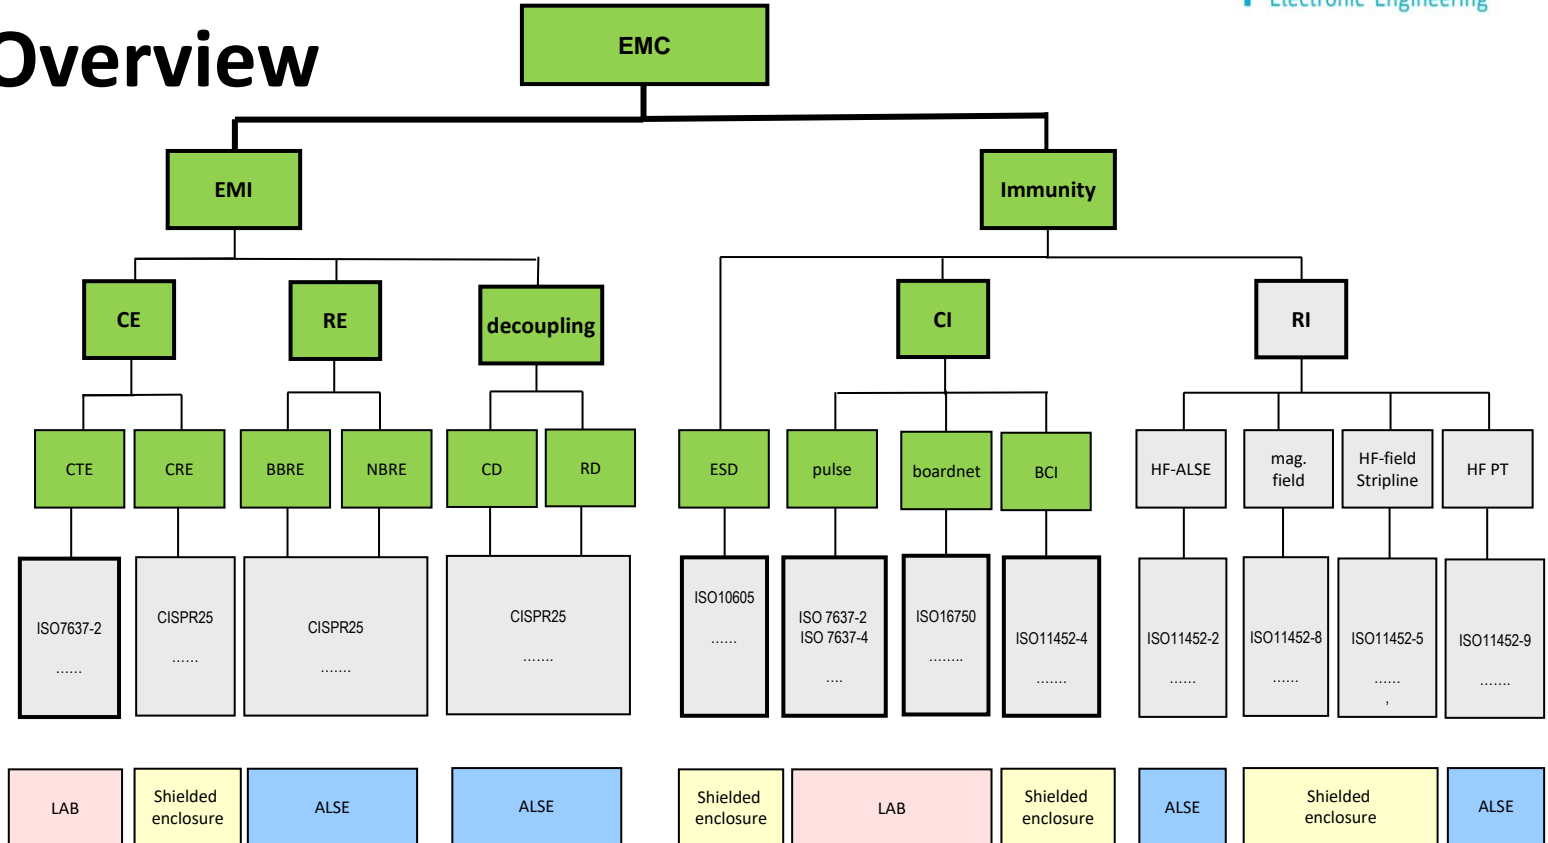 Electronic Engineering
Overview
EMC
EMI
Immunity
CE
RE
decoupling
CI
RI
CTE
CRE
BBRE
NBRE
CD
RD
ESD
pulse
boardnet
BCI
HF-ALSE
mag.
field
HF-field
Stripline
HF PT
ISO7637-2
......
CISPR25
......
CISPR25
.......
CISPR25
.......
ISO10605
......
ISO 7637-2
ISO 7637-4
....
ISO16750
........
ISO11452-4
.......
ISO11452-2
......
ISO11452-8
......
ISO11452-5
......
,
ISO11452-9
.......
LAB
Shielded
enclosure
ALSE
ALSE
Shielded
enclosure
LAB
Shielded
enclosure
ALSE
Shielded
enclosure
ALSE